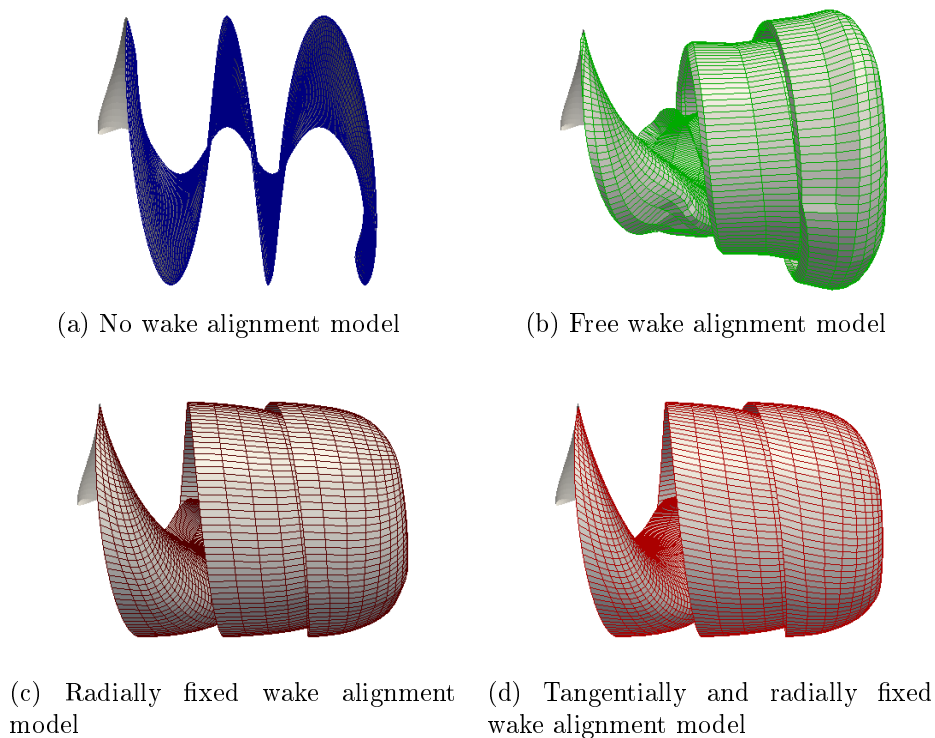 (a) No wake alignment model
(b) Free wake alignment model
(c) Radially fixed wake alignment
model
(d) Tangentially and radially fixed
wake alignment model